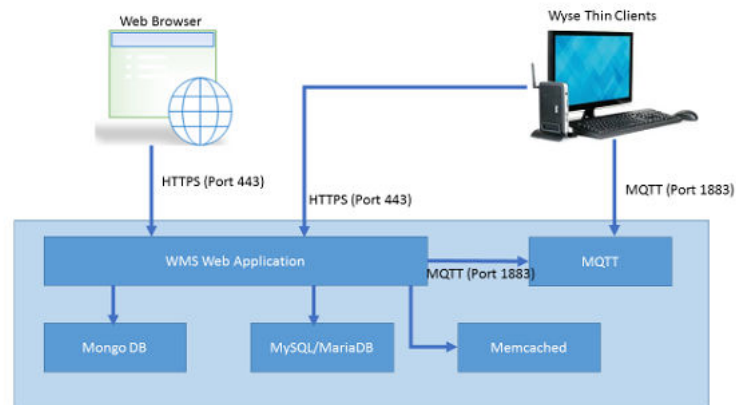 Web Browser
Wyse Thin Clients
HTTPS (Port 443)
HTTPS (Port 443)
MQTT (Port 1883)
WMS Web Application
MQTT (Port 1883)
MQTT
Mongo DB
MySQL/MariaDB
Memcached